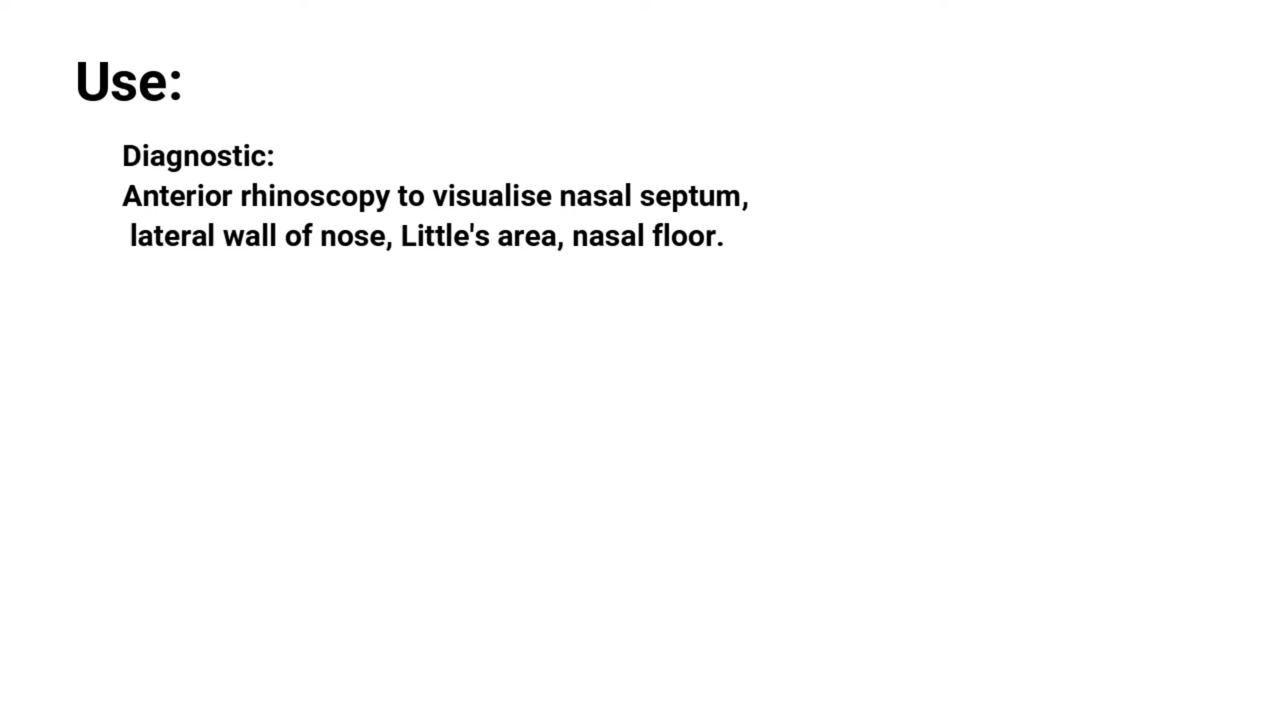 Use:
Diagnostic:
Anterior rhinoscopy to visualise nasal septum,
lateral wall of nose, Little's area, nasal floor.